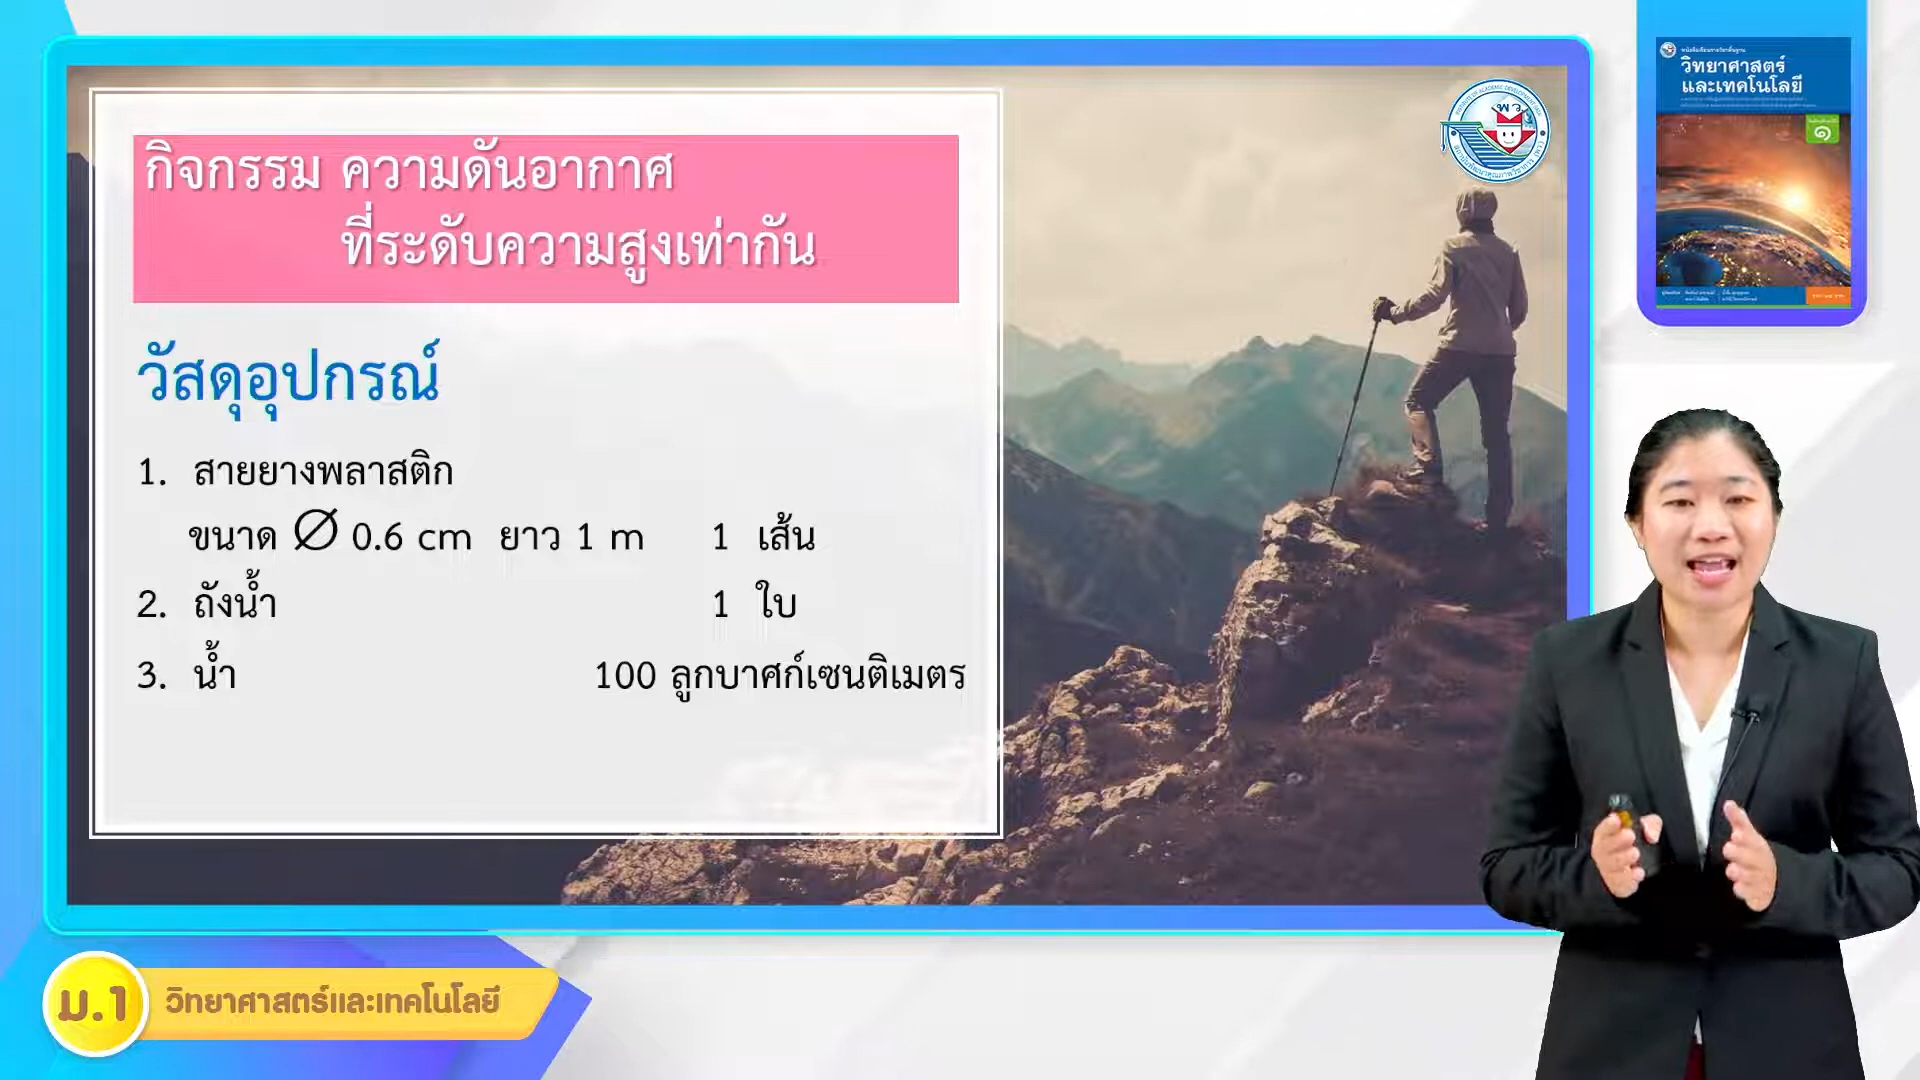 กิจกรรม ความดันอากาศ
ที่ระดับความสูงเท่ากัน
วัสดุอุปกรณ์
1. สายยางพลาสติก
ขนาด ∅ 0.6 cm ยาว 1 m 1 เส้น
2. ถังน้ำ 1 ใบ
3. น้ำ 100 ลูกบาศก์เซนติเมตร
พว.
วิทยาศาสตร์
และเทคโนโลยี
๑
ม.1 วิทยาศาสตร์และเทคโนโลยี